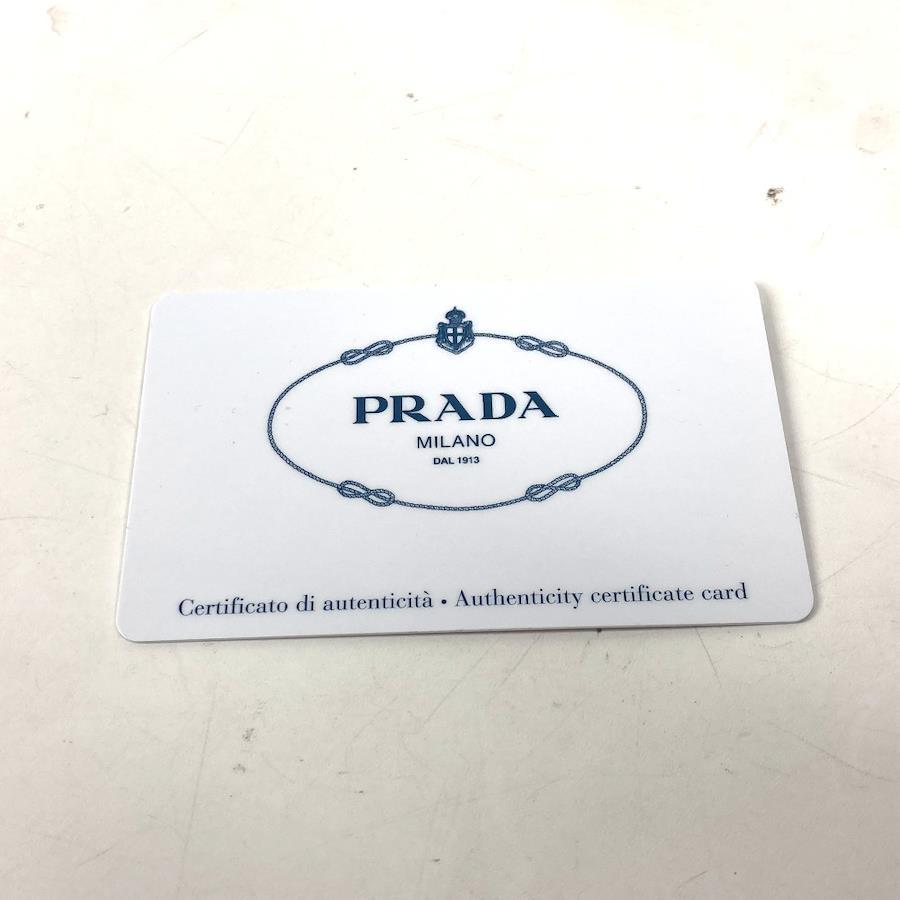 PRADA
MILANO
DAL 1913
Certificato di autenticità • Authenticity certificate card